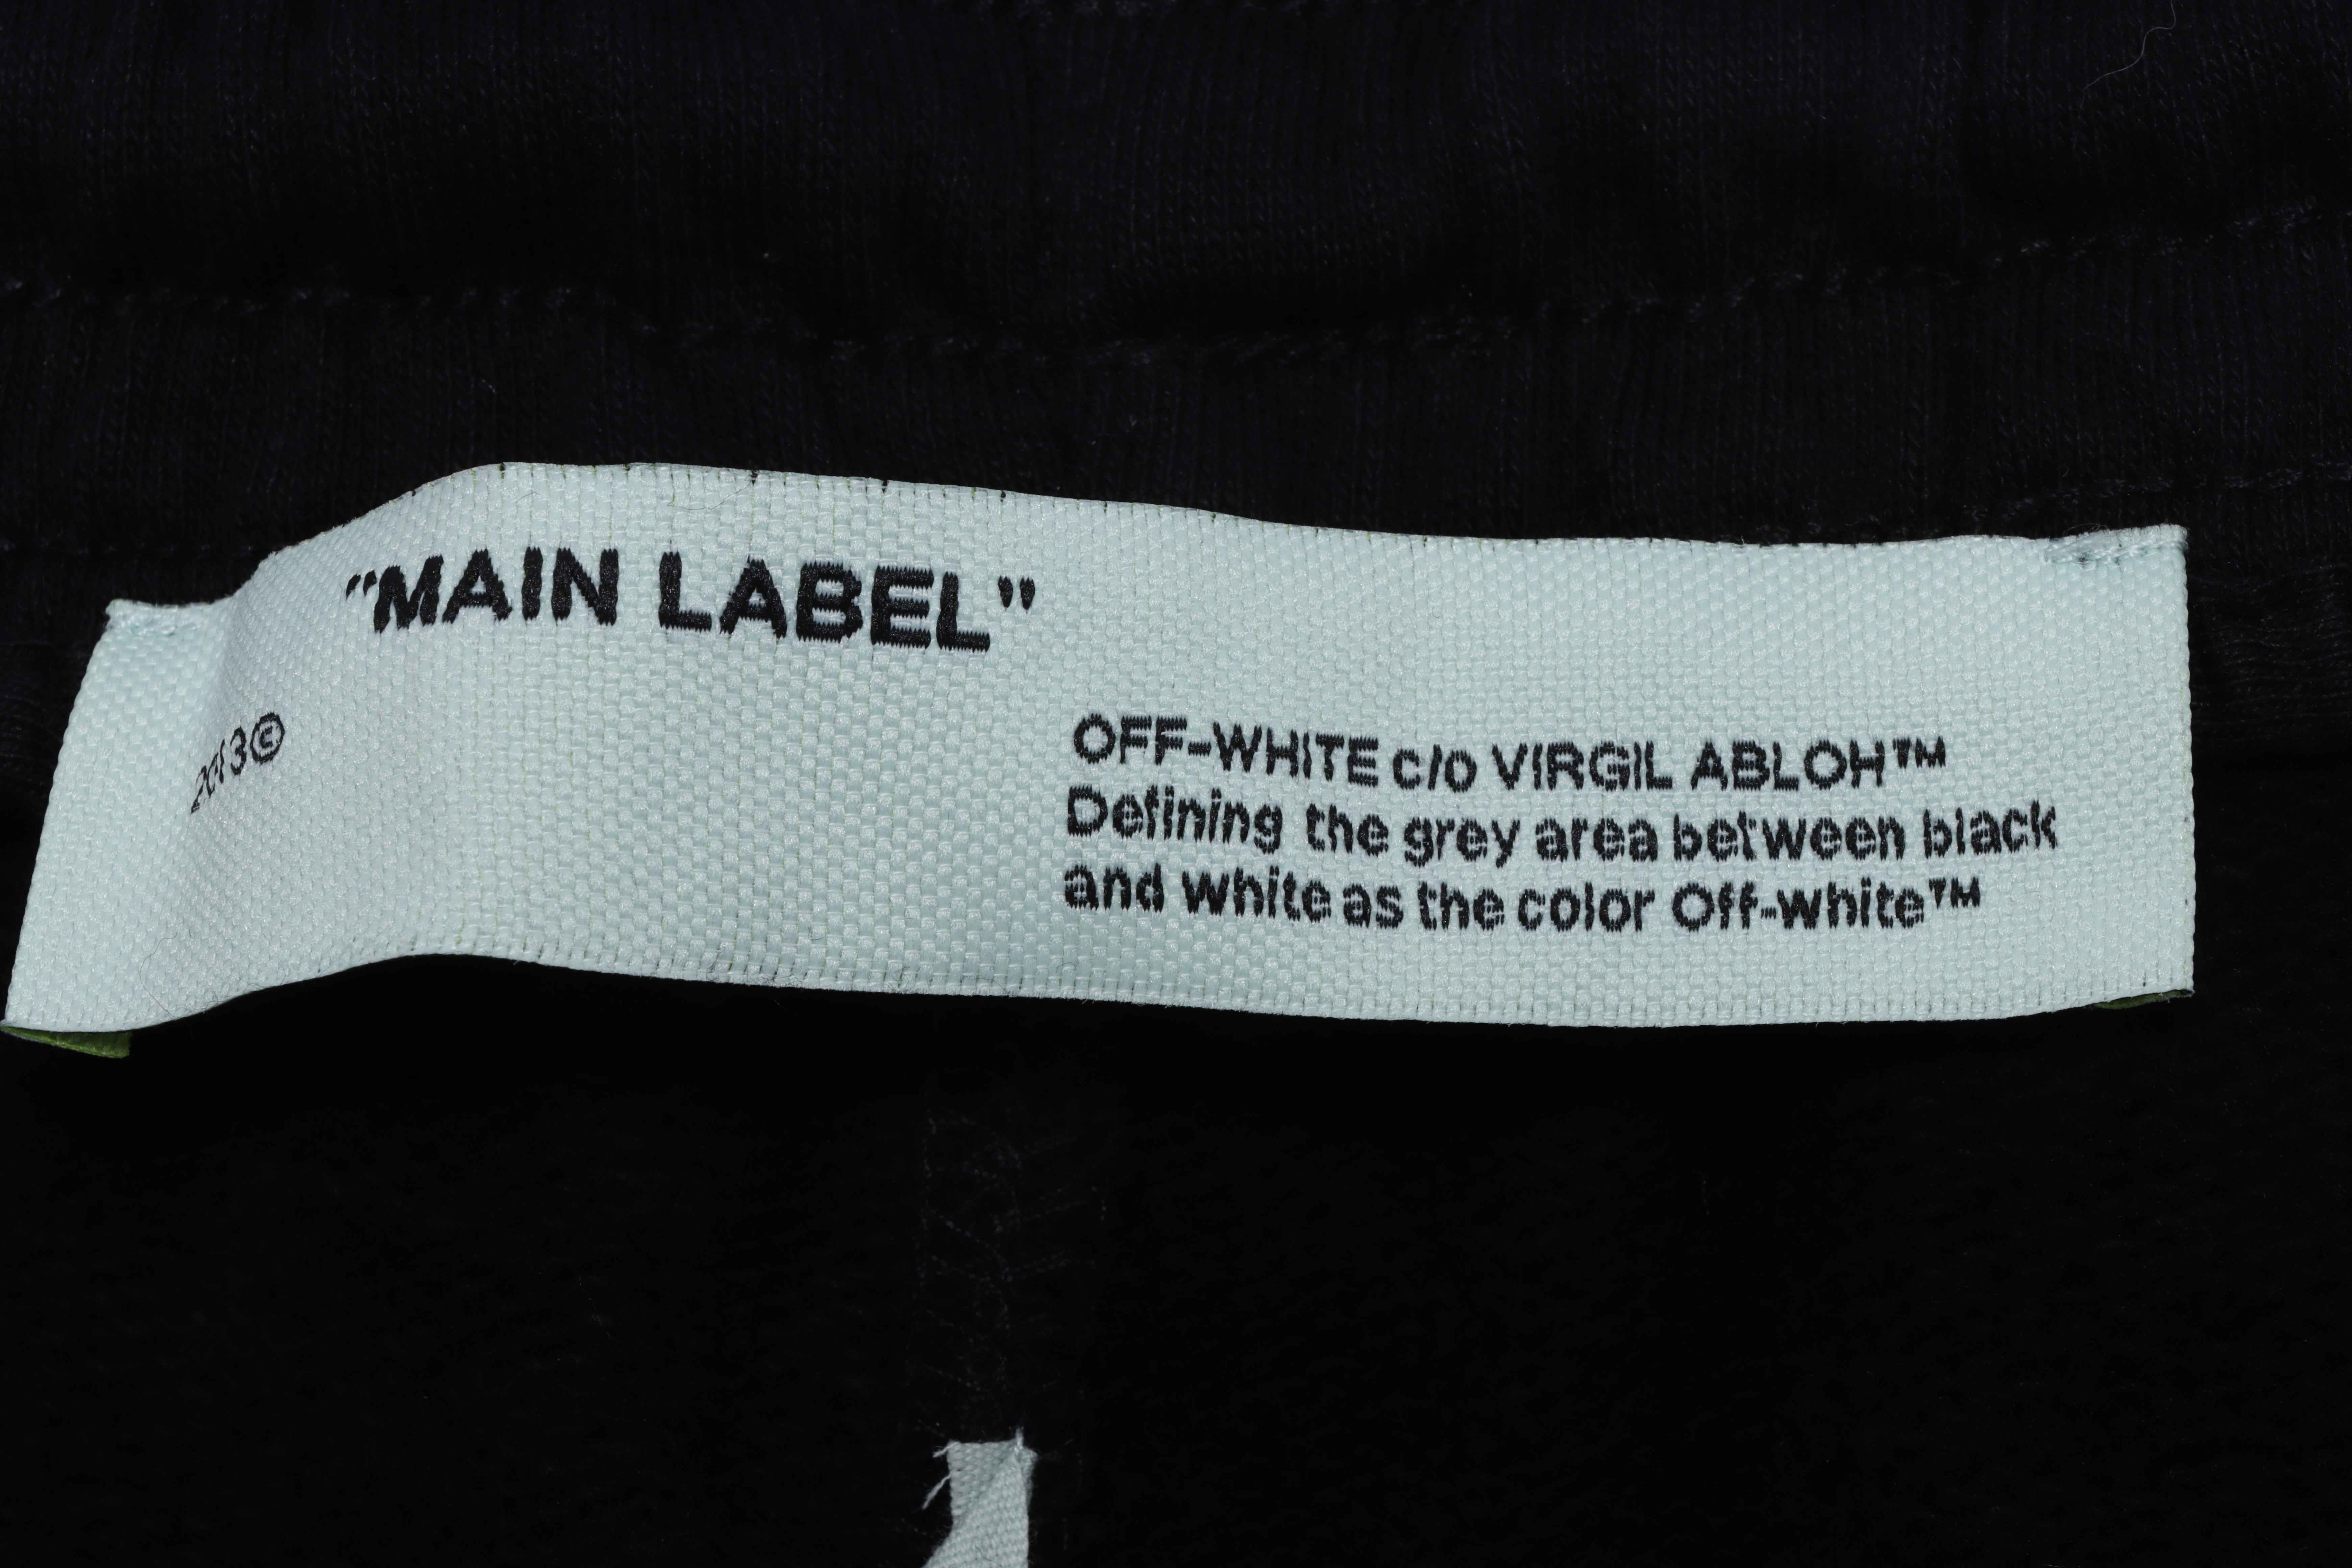 "MAIN LABEL"
2013©
OFF-WHITE c/o VIRGIL ABLOH™
Defining the grey area between black
and white as the color Off-white™